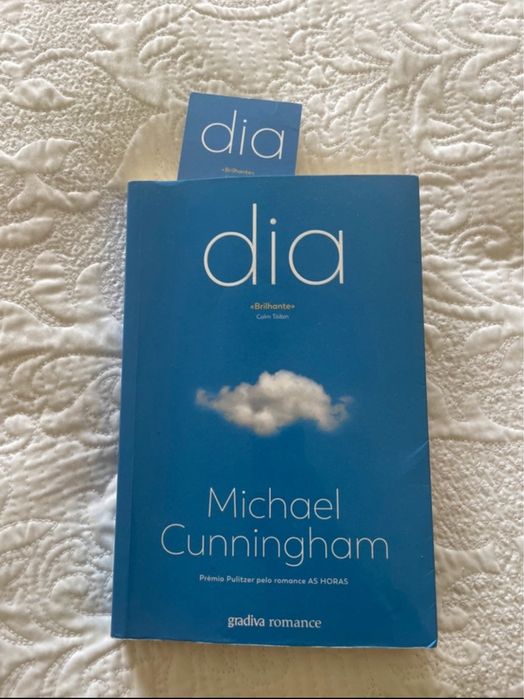 dia
«Brilhante»
dia
«Brilhante»
Colm Tóibín
Michael
Cunningham
Prémio Pulitzer pelo romance AS HORAS
gradiva romance